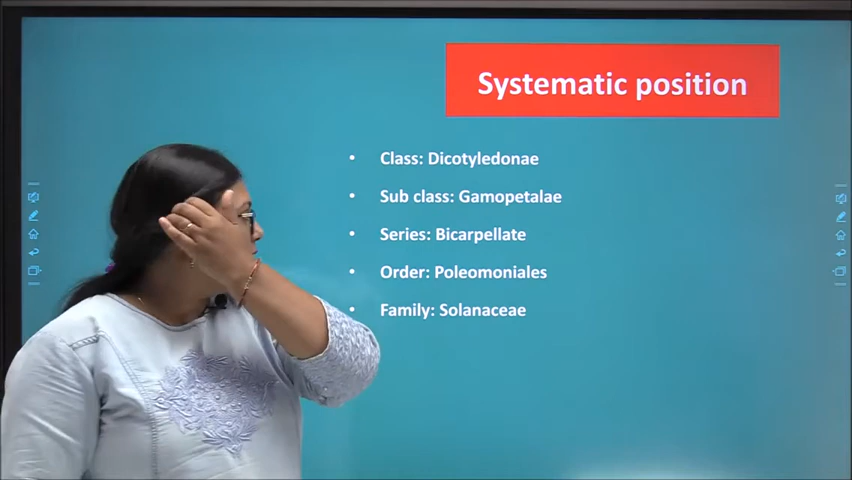 Systematic position
• Class: Dicotyledonae
• Sub class: Gamopetalae
• Series: Bicarpellate
• Order: Poleomoniales
• Family: Solanaceae